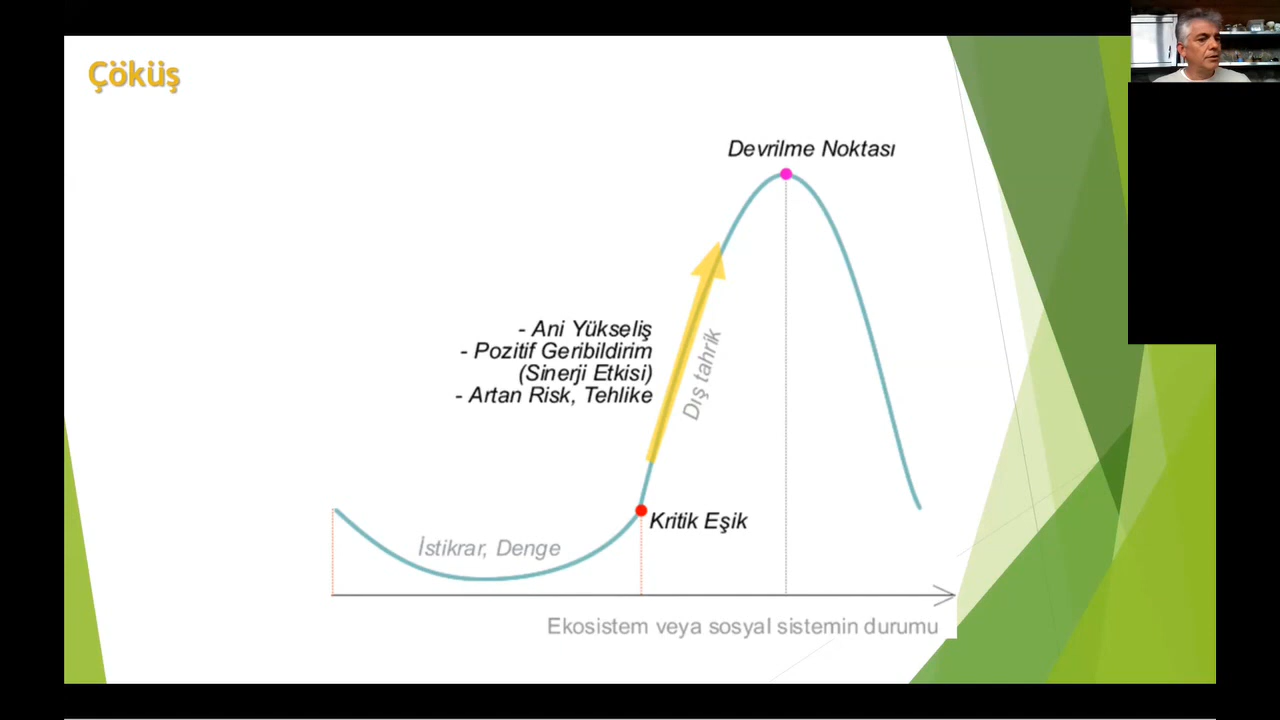 Çöküş
Devrilme Noktası
- Ani Yükseliş
- Pozitif Geribildirim
(Sinerji Etkisi)
- Artan Risk, Tehlike
Dış tahrik
Kritik Eşik
İstikrar, Denge
Ekosistem veya sosyal sistemin durumu